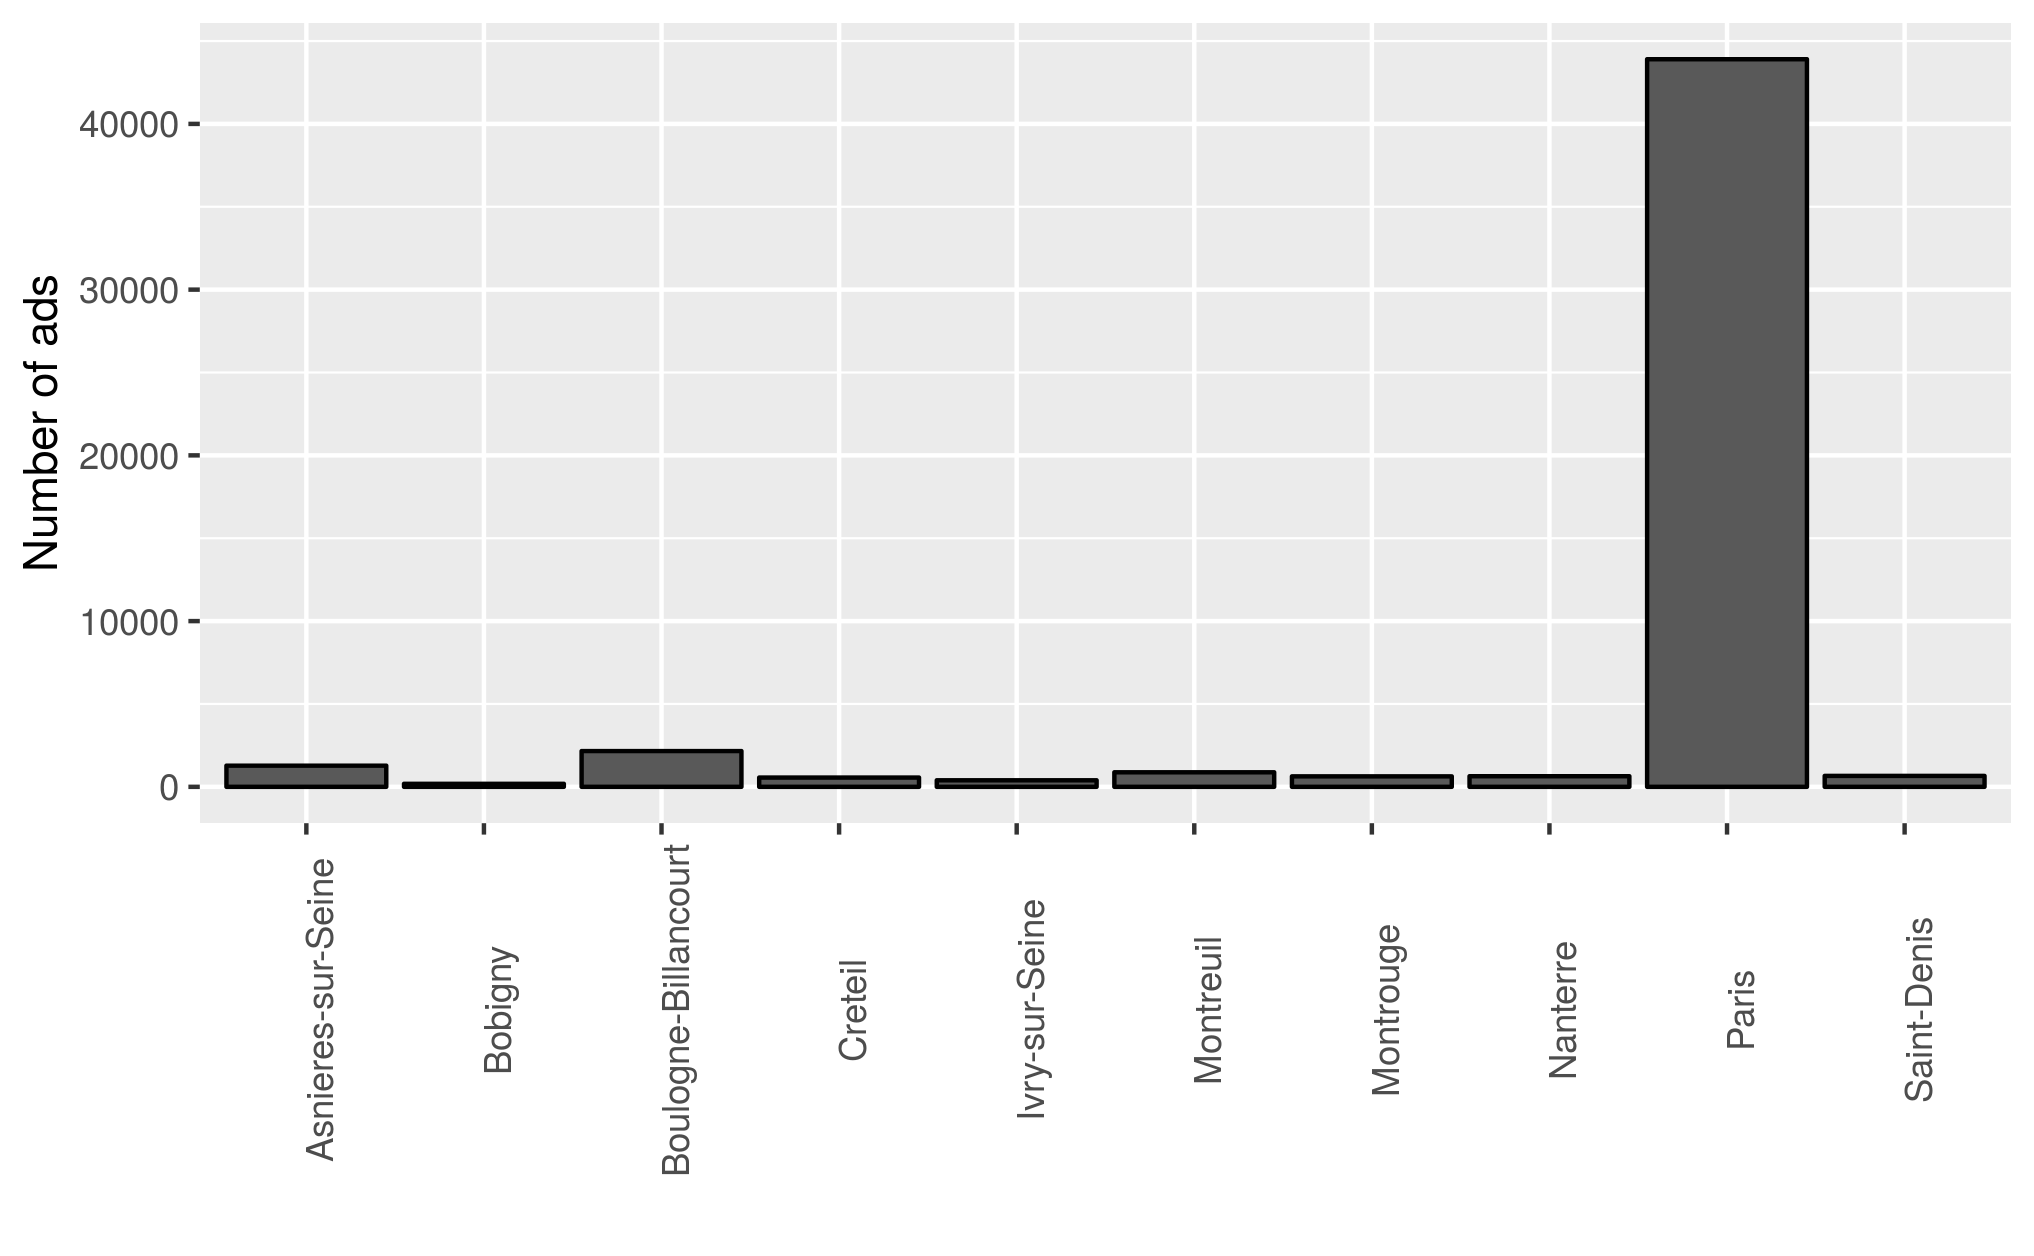 Number of ads
40000
30000
20000
10000
0
Asnieres-sur-Seine
Bobigny
Boulogne-Billancourt
Creteil
Ivry-sur-Seine
Montreuil
Montrouge
Nanterre
Paris
Saint-Denis